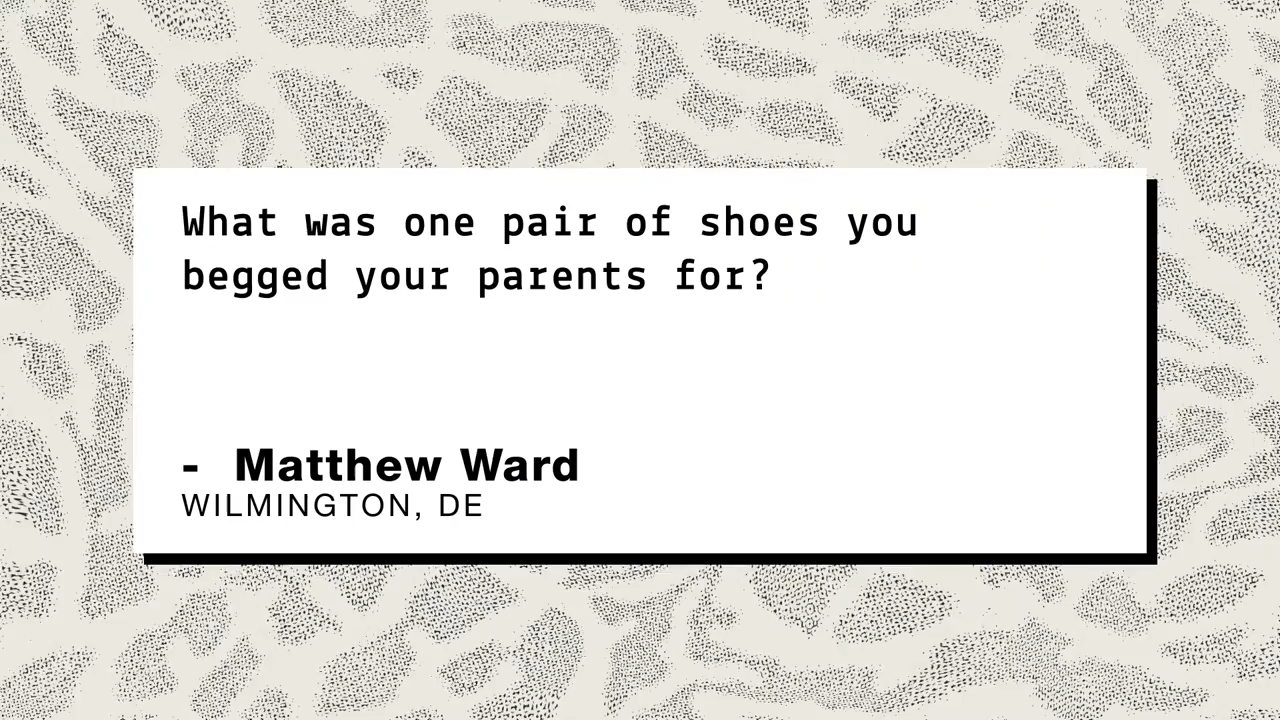 What was one pair of shoes you
begged your parents for?
- Matthew Ward
WILMINGTON, DE